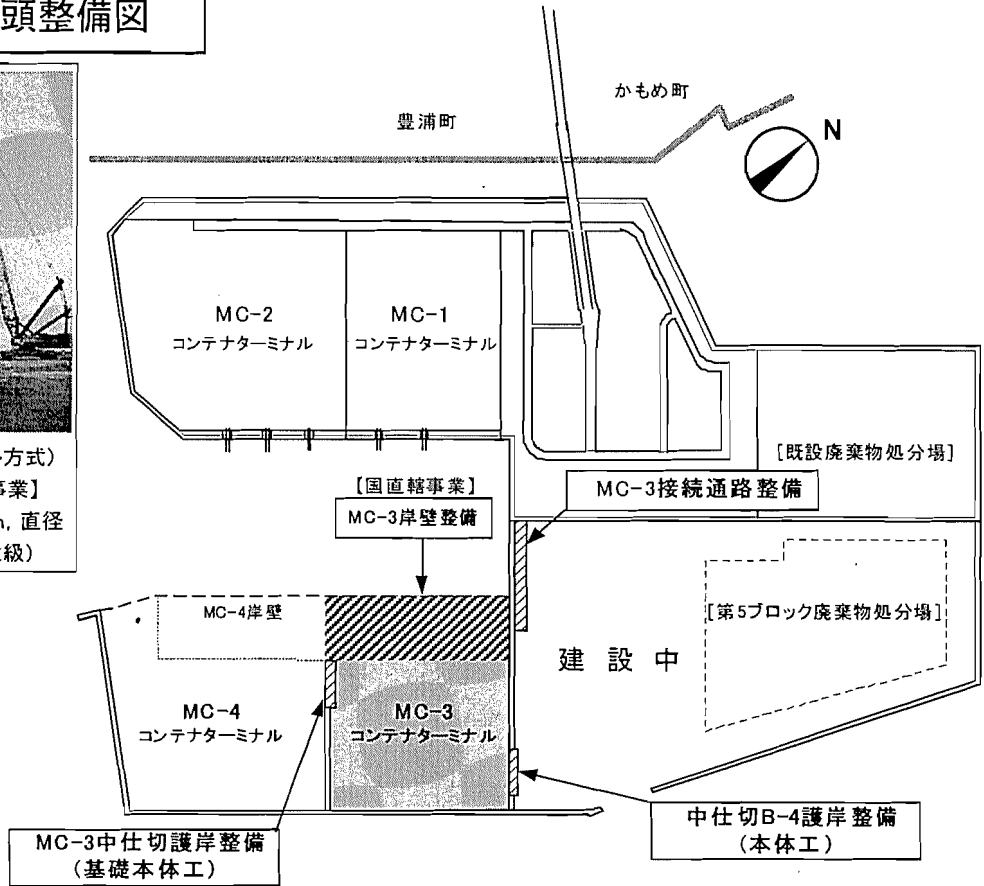 頭整備図
かもめ町
豊浦町
N
MC-2
コンテナターミナル
MC-1
コンテナターミナル
方式）
事業】
直径
級）
[既設廃棄物処分場]
【国直轄事業】
MC-3岸壁整備
MC-3接続通路整備
MC-4岸壁
[第5ブロック廃棄物処分場]
建設中
MC-4
コンテナターミナル
MC-3
コンテナターミナル
MC-3中仕切護岸整備
(基礎本体工)
中仕切B-4護岸整備
(本体工)